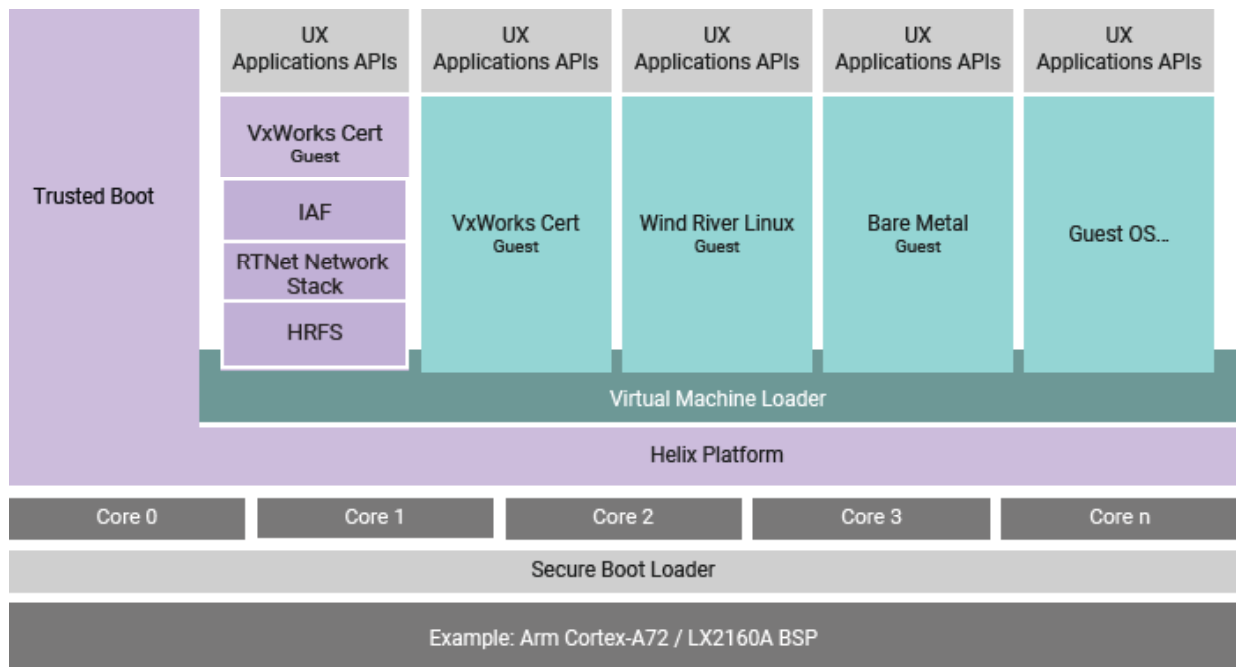 UX
Applications APIs
UX
Applications APIs
UX
Applications APIs
UX
Applications APIs
UX
Applications APIs
Trusted Boot
VxWorks Cert
Guest
IAF
RTNet Network
Stack
HRFS
VxWorks Cert
Guest
Wind River Linux
Guest
Bare Metal
Guest
Guest OS...
Virtual Machine Loader
Helix Platform
Core 0
Core 1
Core 2
Core 3
Core n
Secure Boot Loader
Example: Arm Cortex-A72 / LX2160A BSP